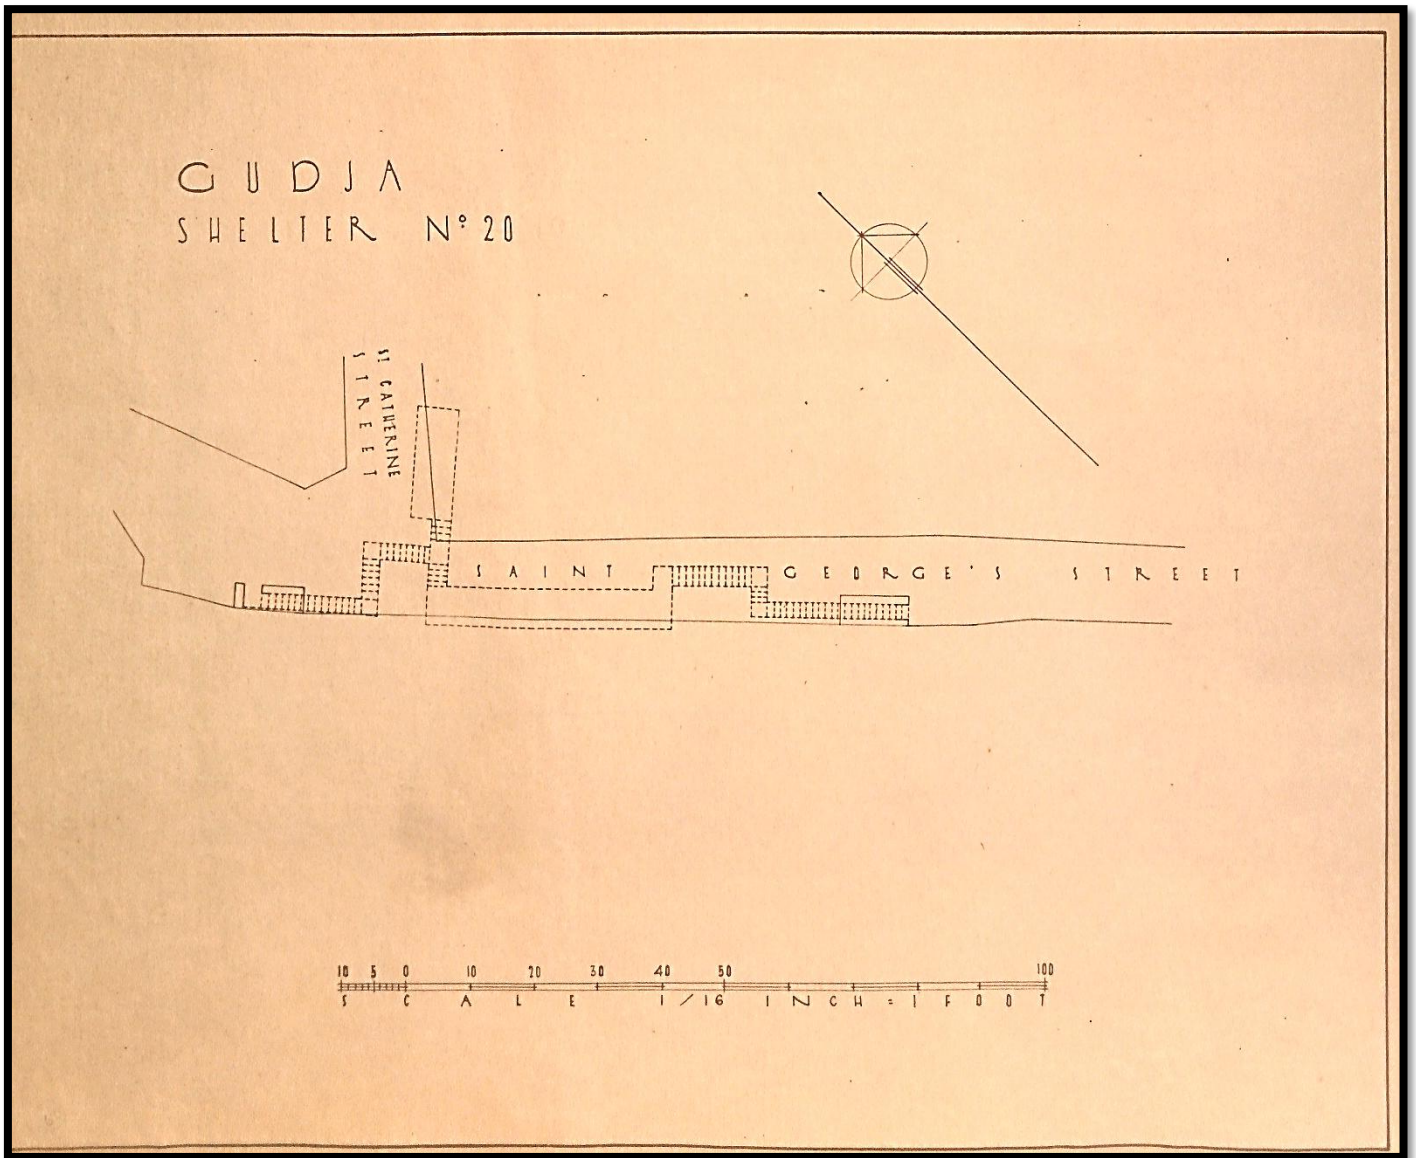 GUDJA
SHELTER Nº 20
ST CATHERINE
STREET
SAINT GEORGE'S STREET
10 5 0 10 20 30 40 50 100
SCALE 1/16 INCH = 1 FOOT